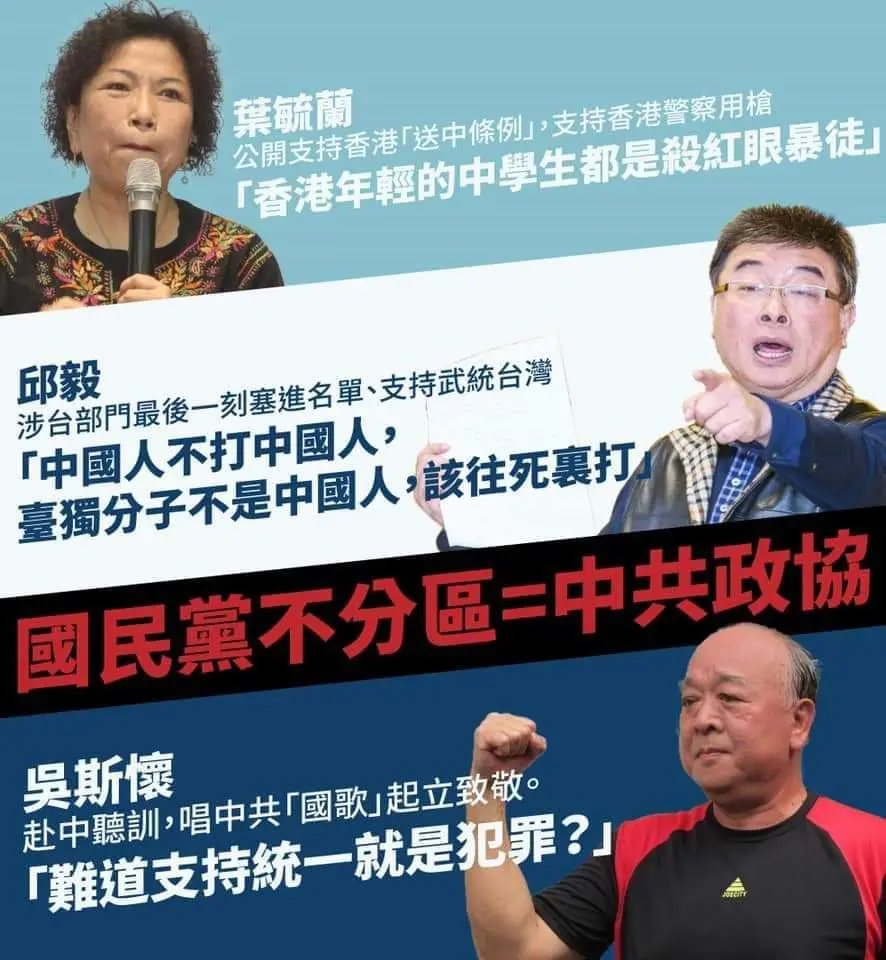 葉毓蘭
公開支持香港「送中條例」，支持香港警察用槍
「香港年輕的中學生都是殺紅眼暴徒」
邱毅
涉台部門最後一刻塞進名單、支持武統台灣
「中國人不打中國人，
臺獨分子不是中國人，該往死裏打」
國民黨不分區=中共政協
吳斯懷
赴中聽訓，唱中共「國歌」起立致敬。
「難道支持統一就是犯罪？」
JOECITY